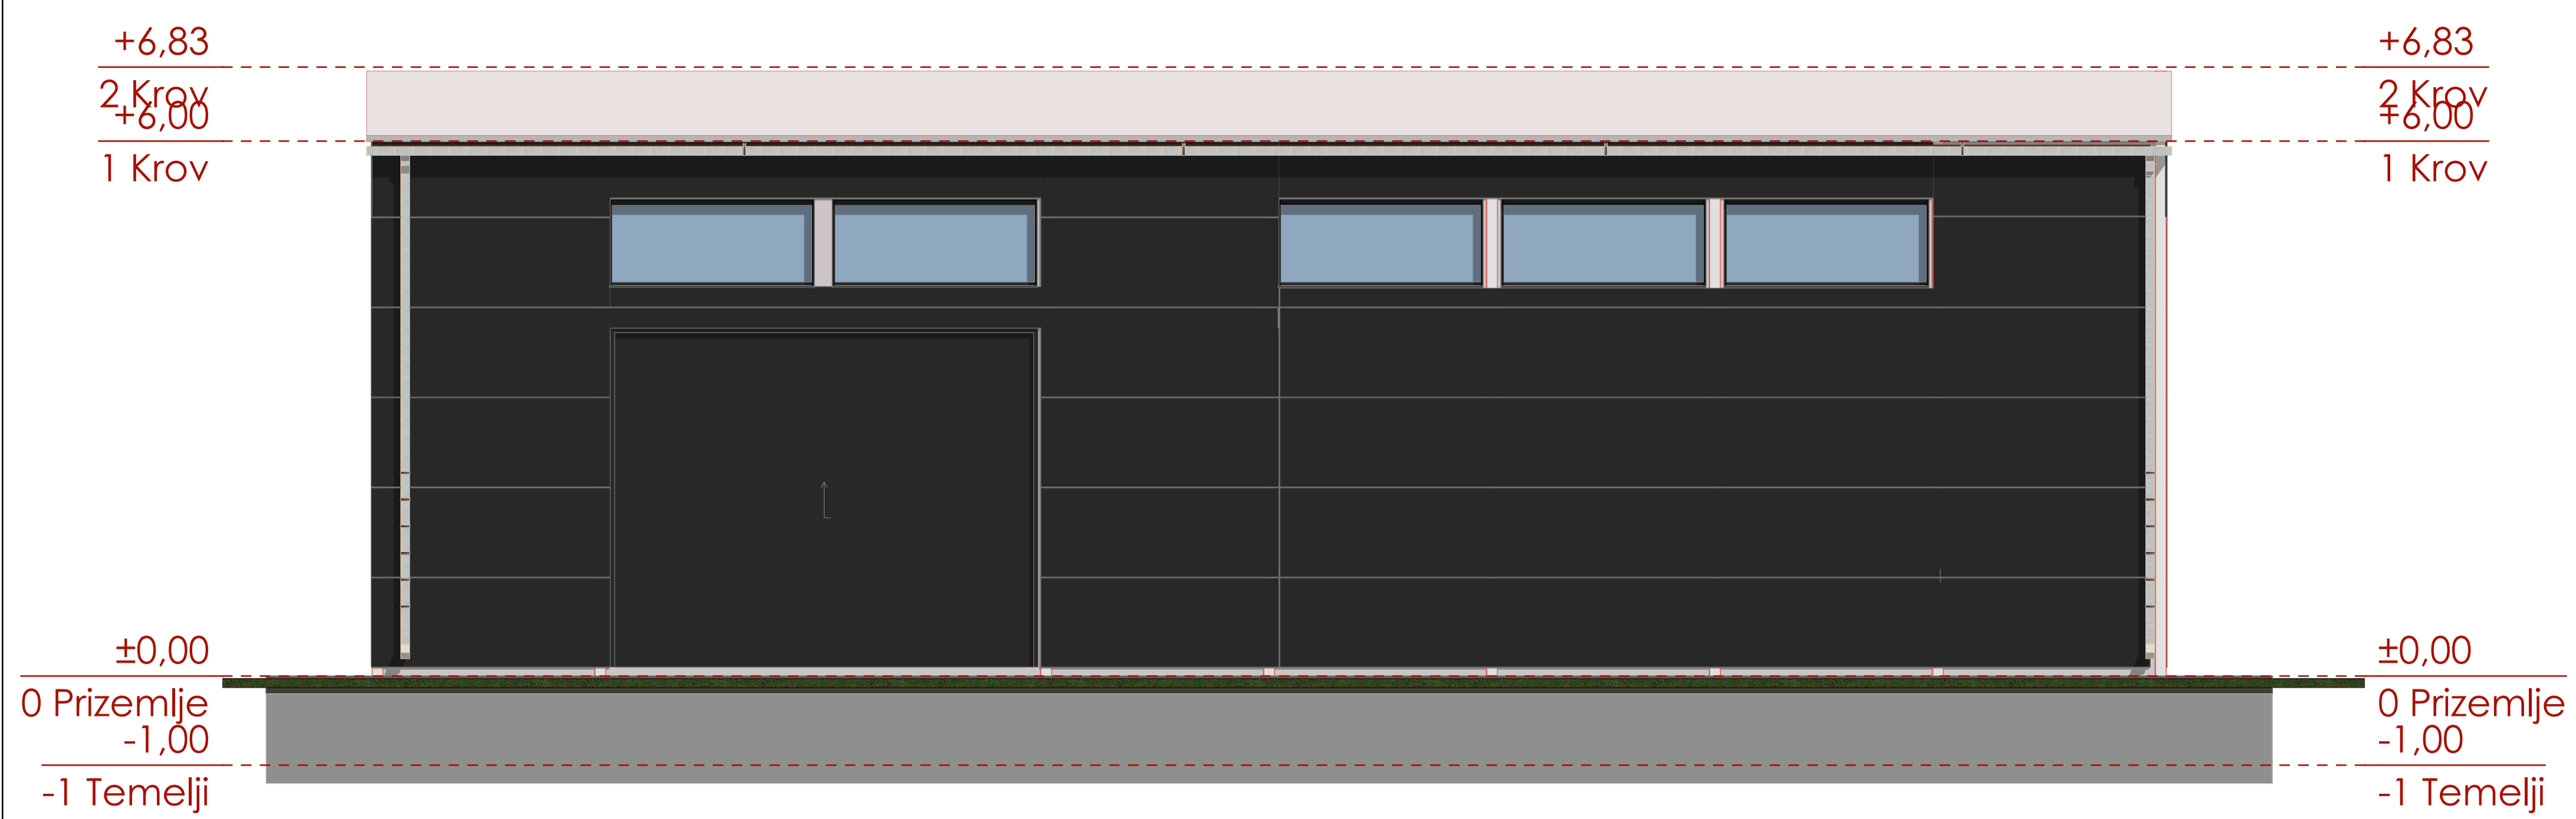 +6,83
2 Krov
+6,00
1 Krov
±0,00
0 Prizemlje
-1,00
-1 Temelji
+6,83
2 Krov
+6,00
1 Krov
±0,00
0 Prizemlje
-1,00
-1 Temelji